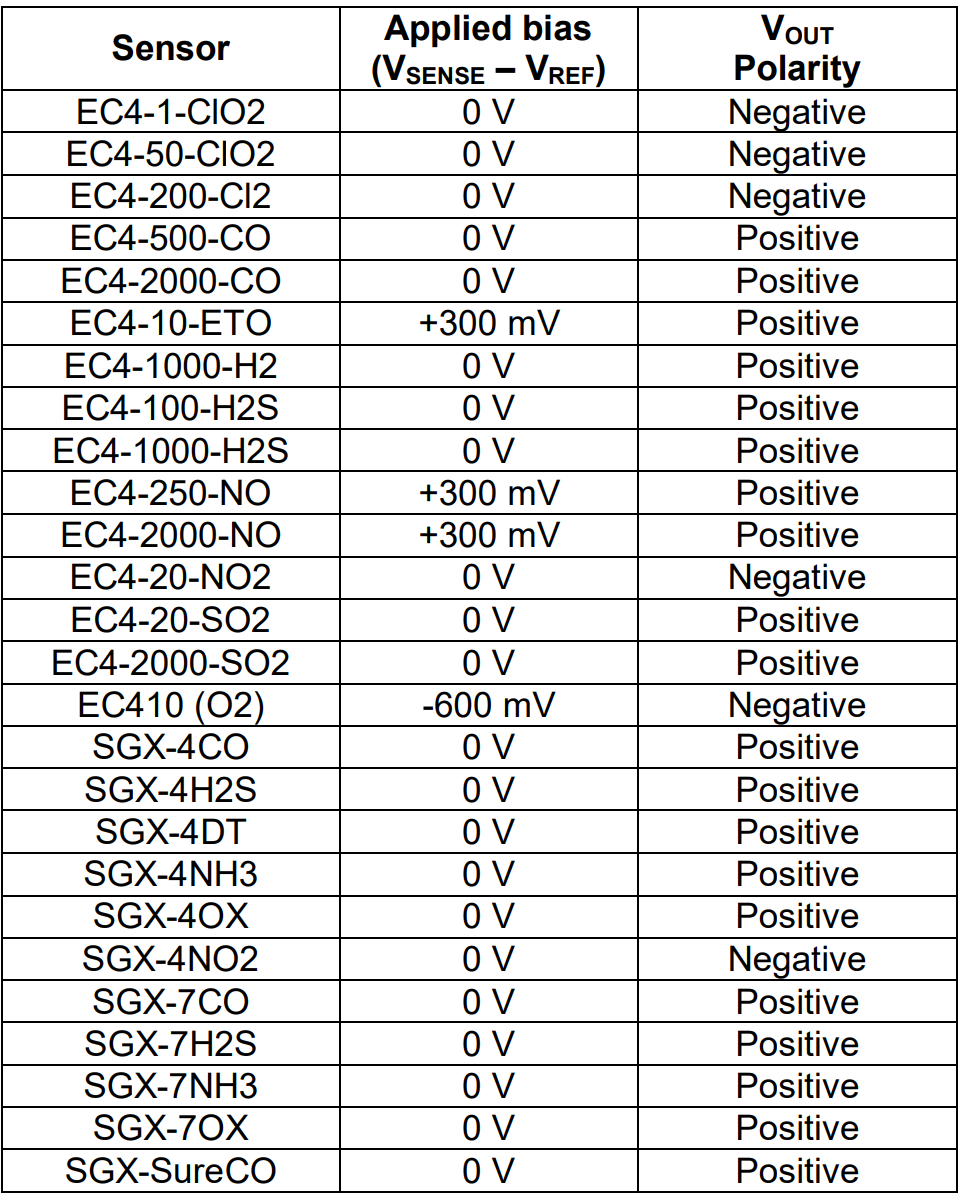 Sensor Applied bias (VSENSE – VREF) VOUT Polarity
EC4-1-ClO2 0 V Negative
EC4-50-ClO2 0 V Negative
EC4-200-Cl2 0 V Negative
EC4-500-CO 0 V Positive
EC4-2000-CO 0 V Positive
EC4-10-ETO +300 mV Positive
EC4-1000-H2 0 V Positive
EC4-100-H2S 0 V Positive
EC4-1000-H2S 0 V Positive
EC4-250-NO +300 mV Positive
EC4-2000-NO +300 mV Positive
EC4-20-NO2 0 V Negative
EC4-20-SO2 0 V Positive
EC4-2000-SO2 0 V Positive
EC410 (O2) -600 mV Negative
SGX-4CO 0 V Positive
SGX-4H2S 0 V Positive
SGX-4DT 0 V Positive
SGX-4NH3 0 V Positive
SGX-4OX 0 V Positive
SGX-4NO2 0 V Negative
SGX-7CO 0 V Positive
SGX-7H2S 0 V Positive
SGX-7NH3 0 V Positive
SGX-7OX 0 V Positive
SGX-SureCO 0 V Positive